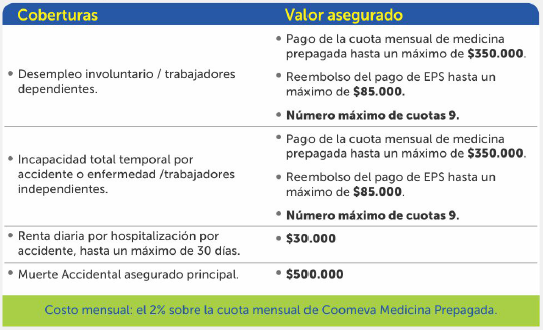 Coberturas
Valor asegurado
• Desempleo involuntario / trabajadores
dependientes.
• Pago de la cuota mensual de medicina
prepagada hasta un máximo de $350.000.
• Reembolso del pago de EPS hasta un
máximo de $85.000.
• Número máximo de cuotas 9.
• Incapacidad total temporal por
accidente o enfermedad /trabajadores
independientes.
• Pago de la cuota mensual de medicina
prepagada hasta un máximo de $350.000.
• Reembolso del pago de EPS hasta un
máximo de $85.000.
• Número máximo de cuotas 9.
• Renta diaria por hospitalización por
accidente, hasta un máximo de 30 días.
• $30.000
• Muerte Accidental asegurado principal.
• $500.000
Costo mensual: el 2% sobre la cuota mensual de Coomeva Medicina Prepagada.